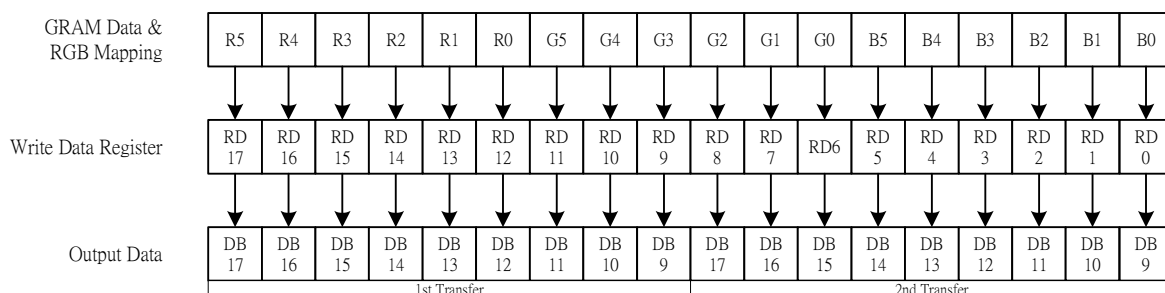 GRAM Data &
RGB Mapping
R5 R4 R3 R2 R1 R0 G5 G4 G3 G2 G1 G0 B5 B4 B3 B2 B1 B0
Write Data Register
RD RD RD RD RD RD RD RD RD RD RD RD6 RD RD RD RD RD RD
17 16 15 14 13 12 11 10 9 8 7 5 4 3 2 1 0
Output Data
DB DB DB DB DB DB DB DB DB DB DB DB DB DB DB DB DB DB
17 16 15 14 13 12 11 10 9 17 16 15 14 13 12 11 10 9
1st Transfer 2nd Transfer